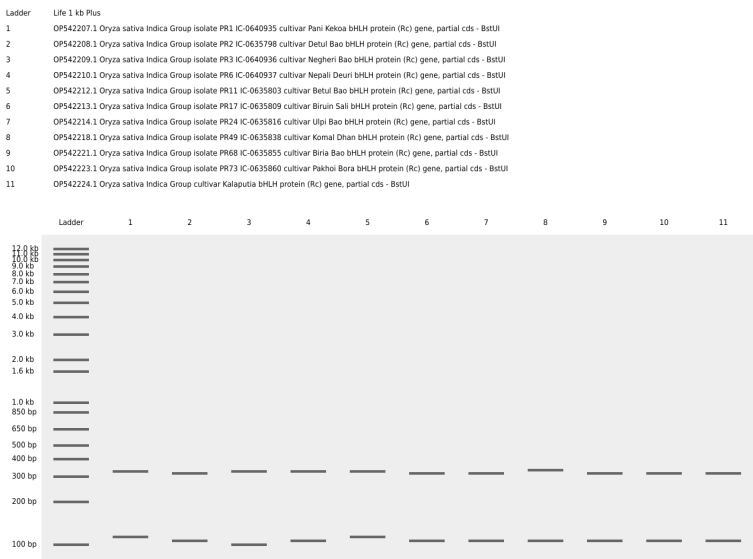 Ladder Life 1 kb Plus
1 OP542207.1 Oryza sativa Indica Group isolate PR1 IC-0640935 cultivar Pani Kekoa bHLH protein (Rc) gene, partial cds - BstUI
2 OP542208.1 Oryza sativa Indica Group isolate PR2 IC-0635798 cultivar Detul Bao bHLH protein (Rc) gene, partial cds - BstUI
3 OP542209.1 Oryza sativa Indica Group isolate PR3 IC-0640936 cultivar Negheri Bao bHLH protein (Rc) gene, partial cds - BstUI
4 OP542210.1 Oryza sativa Indica Group isolate PR6 IC-0640937 cultivar Nepali Deuri bHLH protein (Rc) gene, partial cds - BstUI
5 OP542212.1 Oryza sativa Indica Group isolate PR11 IC-0635803 cultivar Betul Bao bHLH protein (Rc) gene, partial cds - BstUI
6 OP542213.1 Oryza sativa Indica Group isolate PR17 IC-0635809 cultivar Biruin Sali bHLH protein (Rc) gene, partial cds - BstUI
7 OP542214.1 Oryza sativa Indica Group isolate PR24 IC-0635816 cultivar Ulpi Bao bHLH protein (Rc) gene, partial cds - BstUI
8 OP542218.1 Oryza sativa Indica Group isolate PR49 IC-0635838 cultivar Komal Dhan bHLH protein (Rc) gene, partial cds - BstUI
9 OP542221.1 Oryza sativa Indica Group isolate PR68 IC-0635855 cultivar Biria Bao bHLH protein (Rc) gene, partial cds - BstUI
10 OP542223.1 Oryza sativa Indica Group isolate PR73 IC-0635860 cultivar Pakhoi Bora bHLH protein (Rc) gene, partial cds - BstUI
11 OP542224.1 Oryza sativa Indica Group cultivar Kalaputia bHLH protein (Rc) gene, partial cds - BstUI
Ladder 1 2 3 4 5 6 7 8 9 10 11
12.0 kb
11.0 kb
10.0 kb
9.0 kb
8.0 kb
7.0 kb
6.0 kb
5.0 kb
4.0 kb
3.0 kb
2.0 kb
1.6 kb
1.0 kb
850 bp
650 bp
500 bp
400 bp
300 bp
200 bp
100 bp